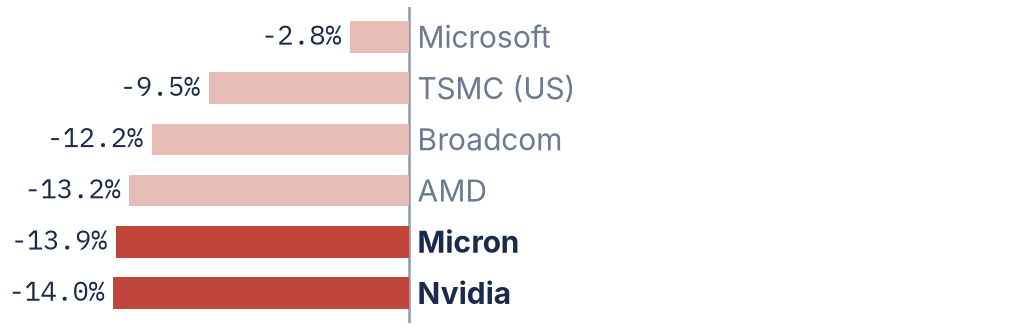 -2.8% Microsoft
-9.5% TSMC (US)
-12.2% Broadcom
-13.2% AMD
-13.9% Micron
-14.0% Nvidia